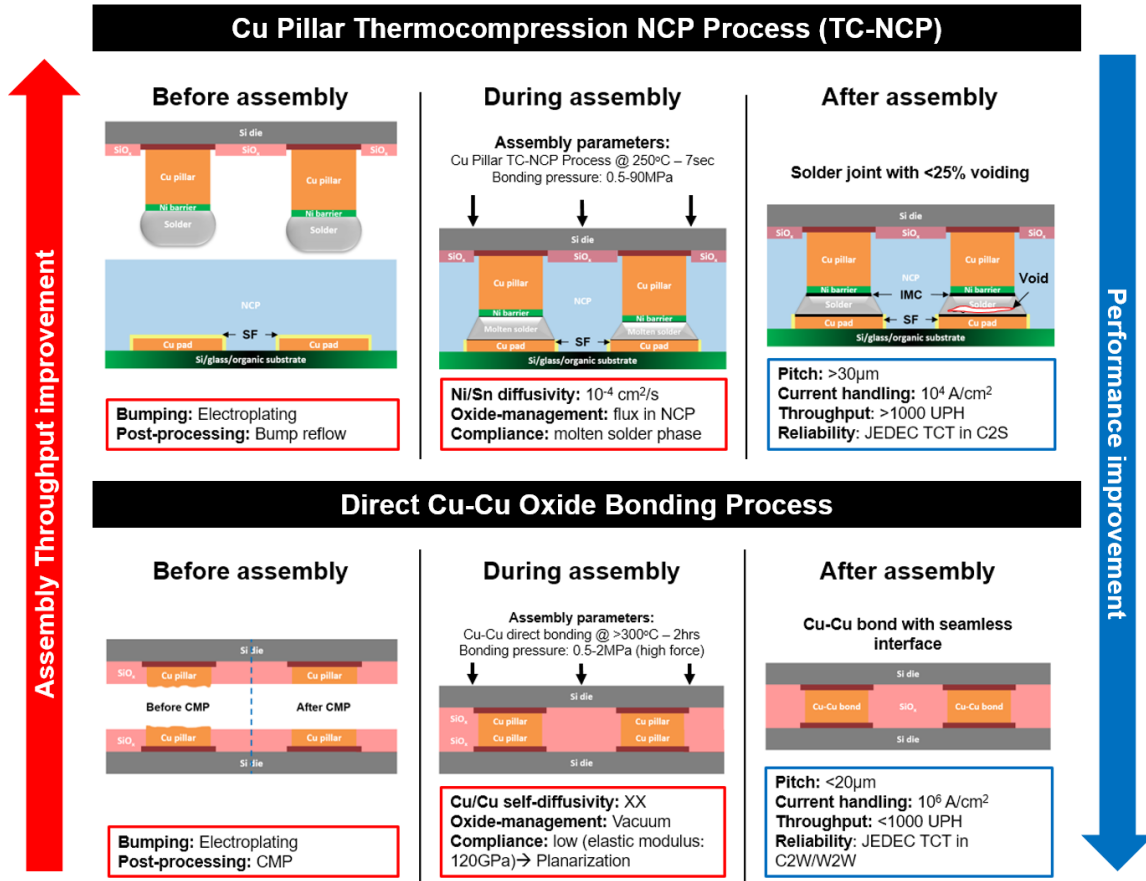 Cu Pillar Thermocompression NCP Process (TC-NCP)
Assembly Throughput improvement
Performance improvement
Before assembly
Si die
SiOx
SiOx
SiOx
Cu pillar
Cu pillar
Ni barrier
Ni barrier
Solder
Solder
NCP
SF
Cu pad
Cu pad
Si/glass/organic substrate
Bumping: Electroplating
Post-processing: Bump reflow
During assembly
Assembly parameters:
Cu Pillar TC-NCP Process @ 250ºC – 7sec
Bonding pressure: 0.5-90MPa
Si die
SiOx
SiOx
SiOx
Cu pillar
Cu pillar
NCP
Ni barrier
Ni barrier
Molten solder
Molten solder
SF
Cu pad
Cu pad
Si/glass/organic substrate
Ni/Sn diffusivity: 10⁻⁴ cm²/s
Oxide-management: flux in NCP
Compliance: molten solder phase
After assembly
Solder joint with <25% voiding
Si die
SiOx
SiOx
SiOx
Cu pillar
Cu pillar
NCP
Void
Ni barrier
Ni barrier
IMC
Solder
Solder
SF
Cu pad
Cu pad
Si/glass/organic substrate
Pitch: >30µm
Current handling: 10⁴ A/cm²
Throughput: >1000 UPH
Reliability: JEDEC TCT in C2S
Direct Cu-Cu Oxide Bonding Process
Before assembly
Si die
SiOx
Cu pillar
Cu pillar
Before CMP
After CMP
SiOx
Cu pillar
Cu pillar
Si die
Bumping: Electroplating
Post-processing: CMP
During assembly
Assembly parameters:
Cu-Cu direct bonding @ >300ºC – 2hrs
Bonding pressure: 0.5-2MPa (high force)
Si die
SiOx
Cu pillar
Cu pillar
SiOx
Cu pillar
Cu pillar
Si die
Cu/Cu self-diffusivity: XX
Oxide-management: Vacuum
Compliance: low (elastic modulus:
120GPa)→ Planarization
After assembly
Cu-Cu bond with seamless
interface
Si die
Cu-Cu bond
SiOx
Cu-Cu bond
Si die
Pitch: <20µm
Current handling: 10⁶ A/cm²
Throughput: <1000 UPH
Reliability: JEDEC TCT in
C2W/W2W